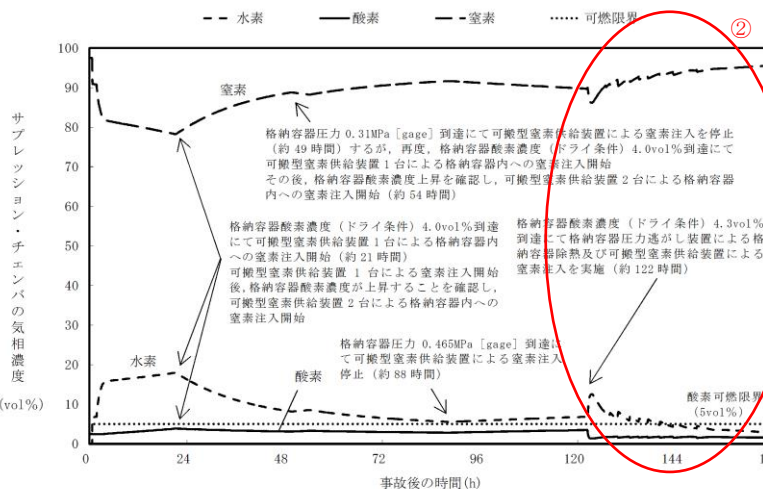 水素 酸素 窒素 可燃限界
②
100
90
80
70
60
50
40
30
20
10
0
サプレッション・チェンバの気相濃度
(vol%)
窒素
格納容器圧力 0.31MPa [gage] 到達にて可搬型窒素供給装置による窒素注入を停止
(約 49 時間) するが，再度，格納容器酸素濃度（ドライ条件）4.0vol%到達にて
可搬型窒素供給装置 1 台による格納容器内への窒素注入開始
その後，格納容器酸素濃度上昇を確認し，可搬型窒素供給装置 2 台による格納容器
内への窒素注入開始（約 54 時間）
格納容器酸素濃度（ドライ条件）4.0vol%到達
にて可搬型窒素供給装置 1 台による格納容器内
への窒素注入開始（約 21 時間）
可搬型窒素供給装置 1 台による窒素注入開始
後，格納容器酸素濃度が上昇することを確認し，
可搬型窒素供給装置 2 台による格納容器内への
窒素注入開始
格納容器酸素濃度（ドライ条件）4.3vol%
到達にて格納容器圧力逃がし装置による格
納容器除熱及び可搬型窒素供給装置による
窒素注入を実施（約 122 時間）
格納容器圧力 0.465MPa [gage] 到達に
て可搬型窒素供給装置による窒素注入
停止（約 88 時間）
水素
酸素
酸素可燃限界
(5vol%)
0 24 48 72 96 120 144 1
事故後の時間(h)